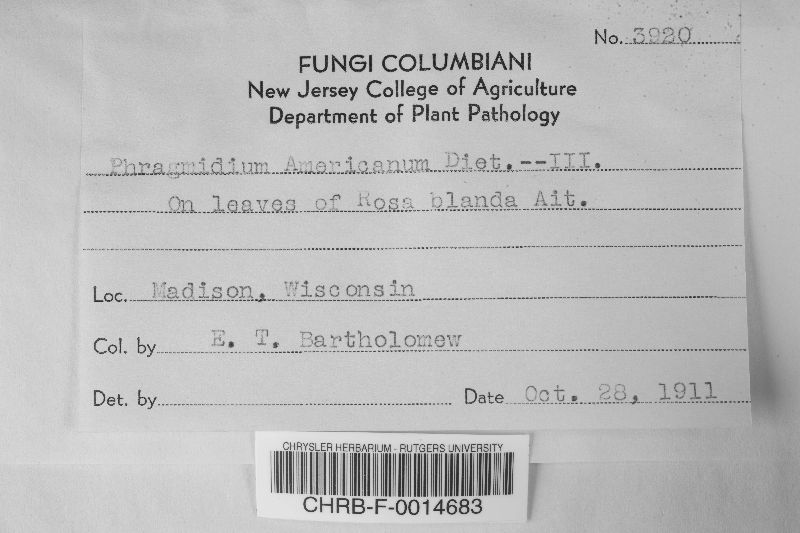 No. 3920
FUNGI COLUMBIANI
New Jersey College of Agriculture
Department of Plant Pathology
Phragmidium Americanum Diet.--III.
On leaves of Rosa blanda Ait.
Loc. Madison, Wisconsin
Col. by E. T. Bartholomew
Det. by
Date Oct. 28, 1911
CHRYSLER HERBARIUM - RUTGERS UNIVERSITY
CHRB-F-0014683